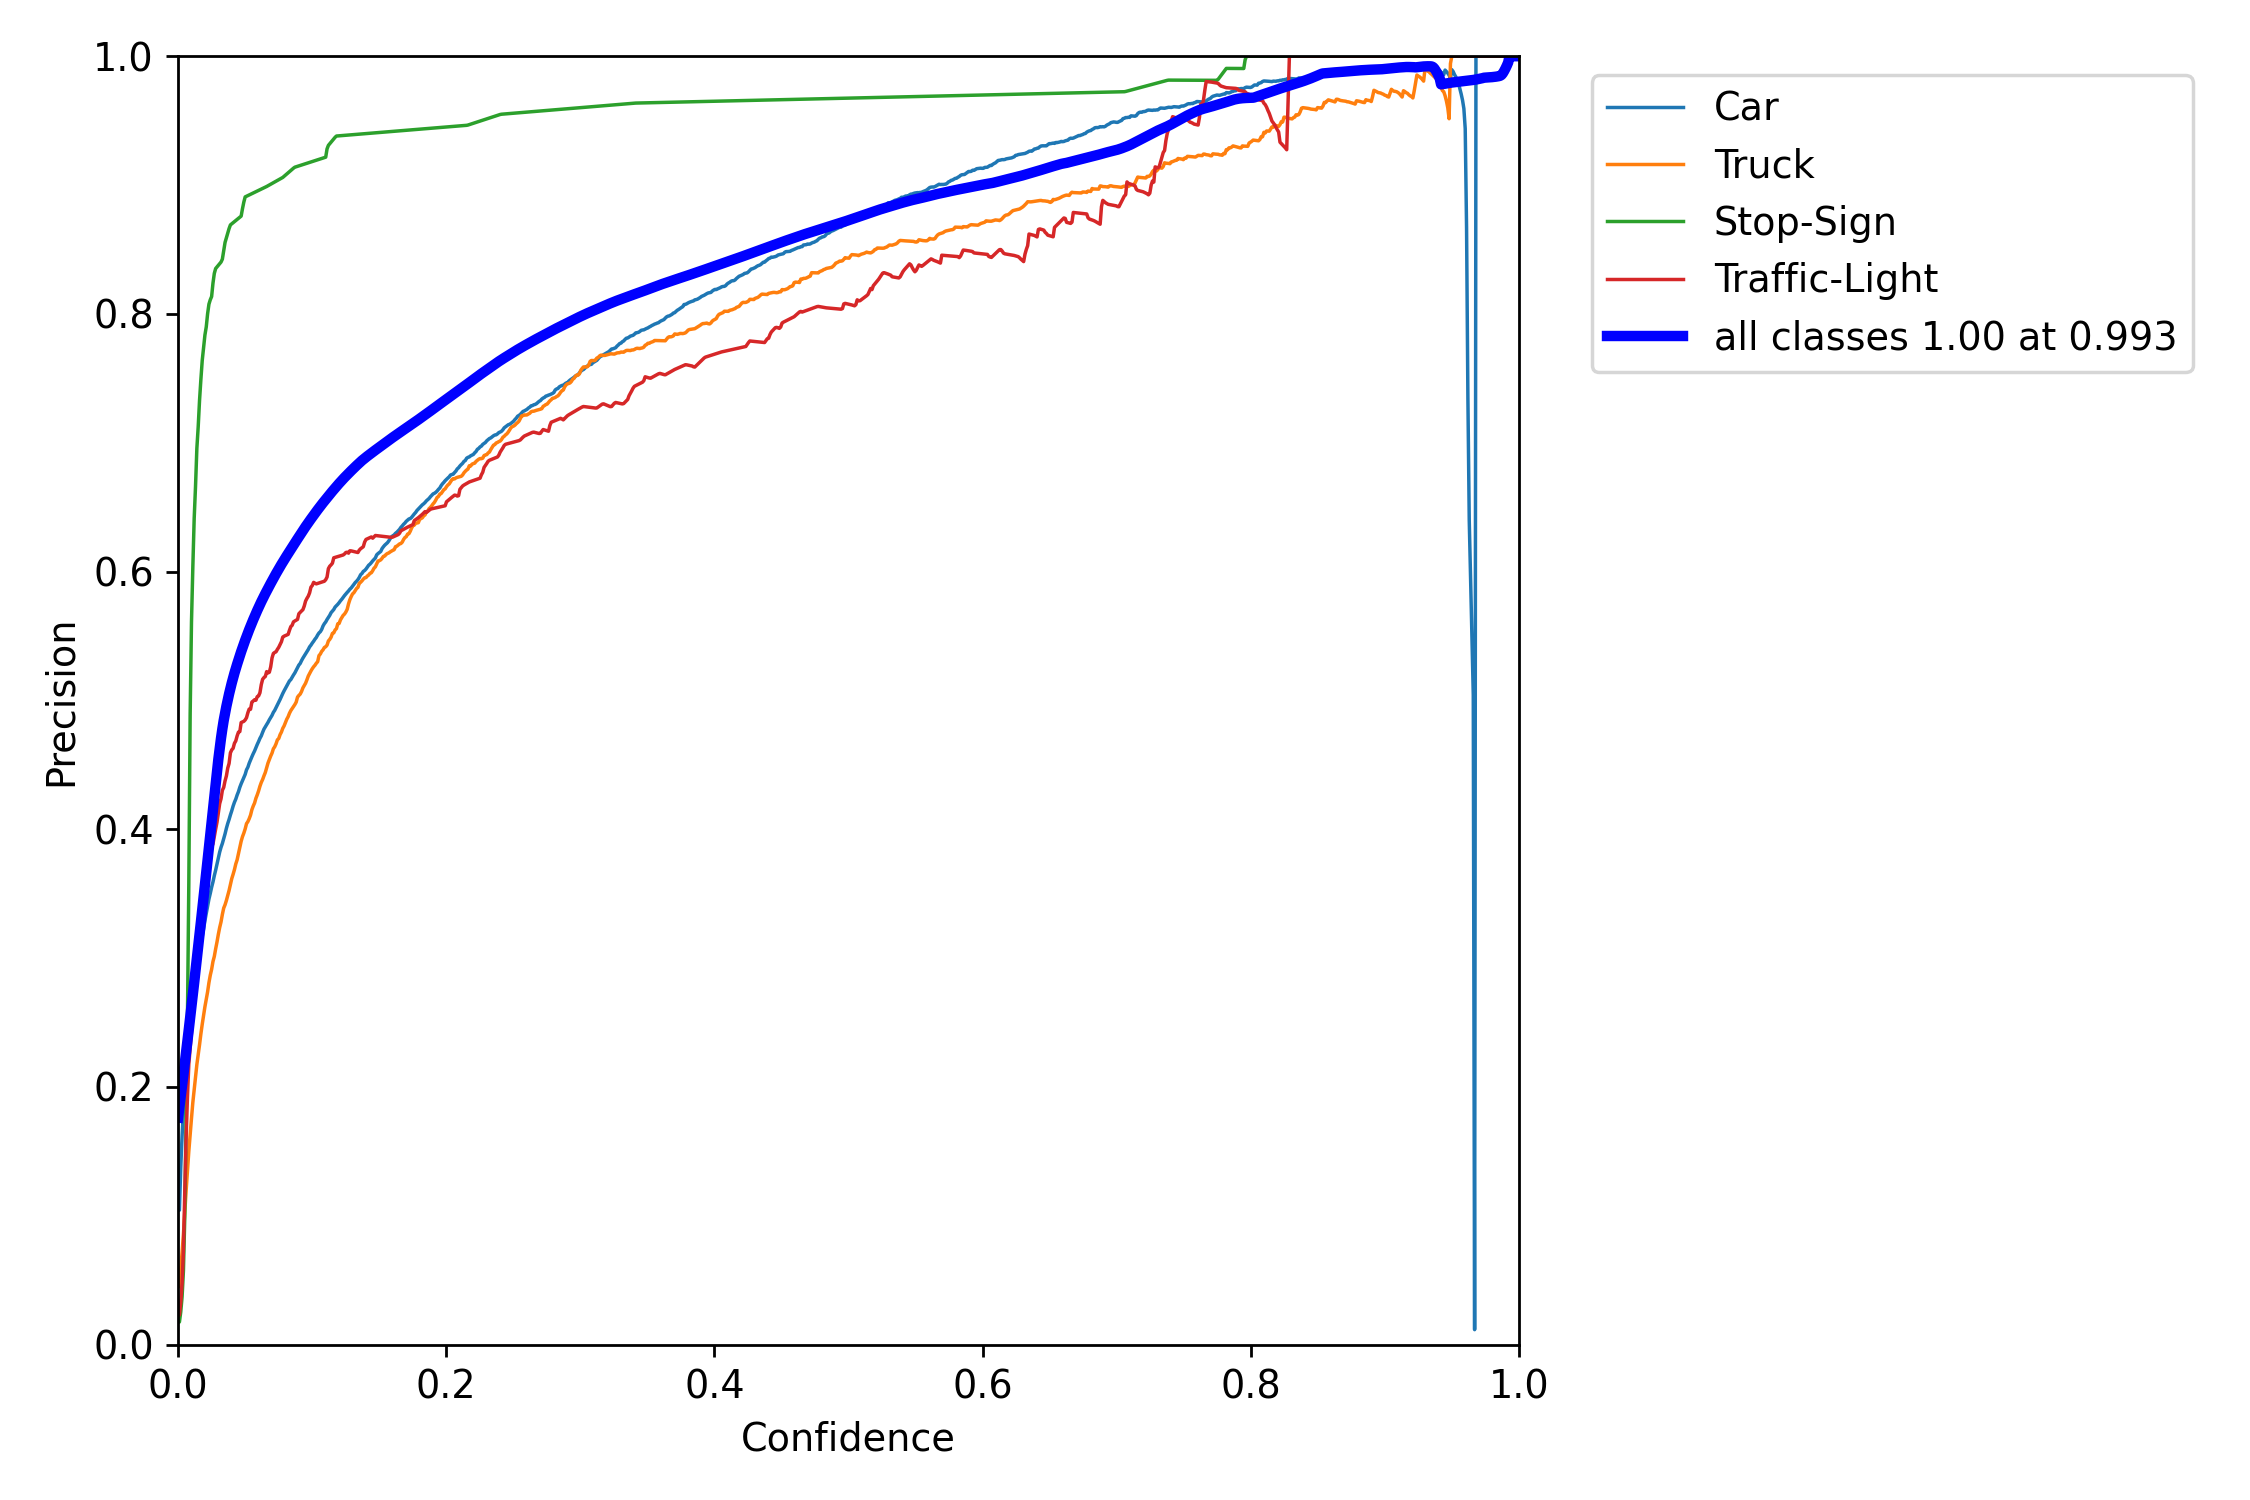 1.0
0.8
0.6
0.4
0.2
0.0
Precision
0.0 0.2 0.4 0.6 0.8 1.0
Confidence
Car
Truck
Stop-Sign
Traffic-Light
all classes 1.00 at 0.993